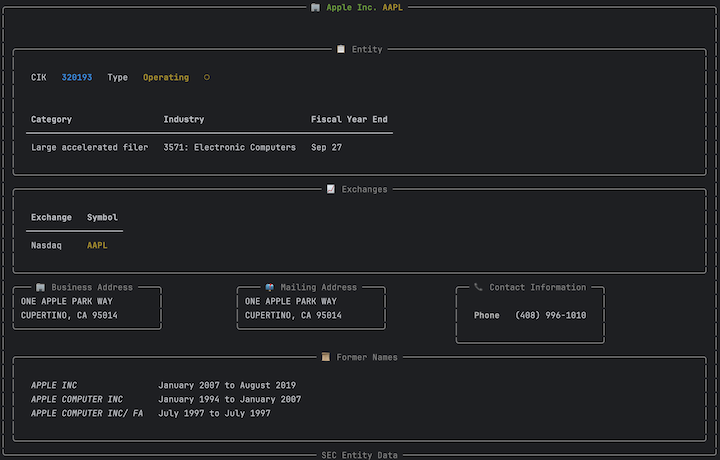 Apple Inc. AAPL
Entity
CIK 320193 Type Operating
Category Industry Fiscal Year End
Large accelerated filer 3571: Electronic Computers Sep 27
Exchanges
Exchange Symbol
Nasdaq AAPL
Business Address
ONE APPLE PARK WAY
CUPERTINO, CA 95014
Mailing Address
ONE APPLE PARK WAY
CUPERTINO, CA 95014
Contact Information
Phone (408) 996-1010
Former Names
APPLE INC January 2007 to August 2019
APPLE COMPUTER INC January 1994 to January 2007
APPLE COMPUTER INC/ FA July 1997 to July 1997
SEC Entity Data